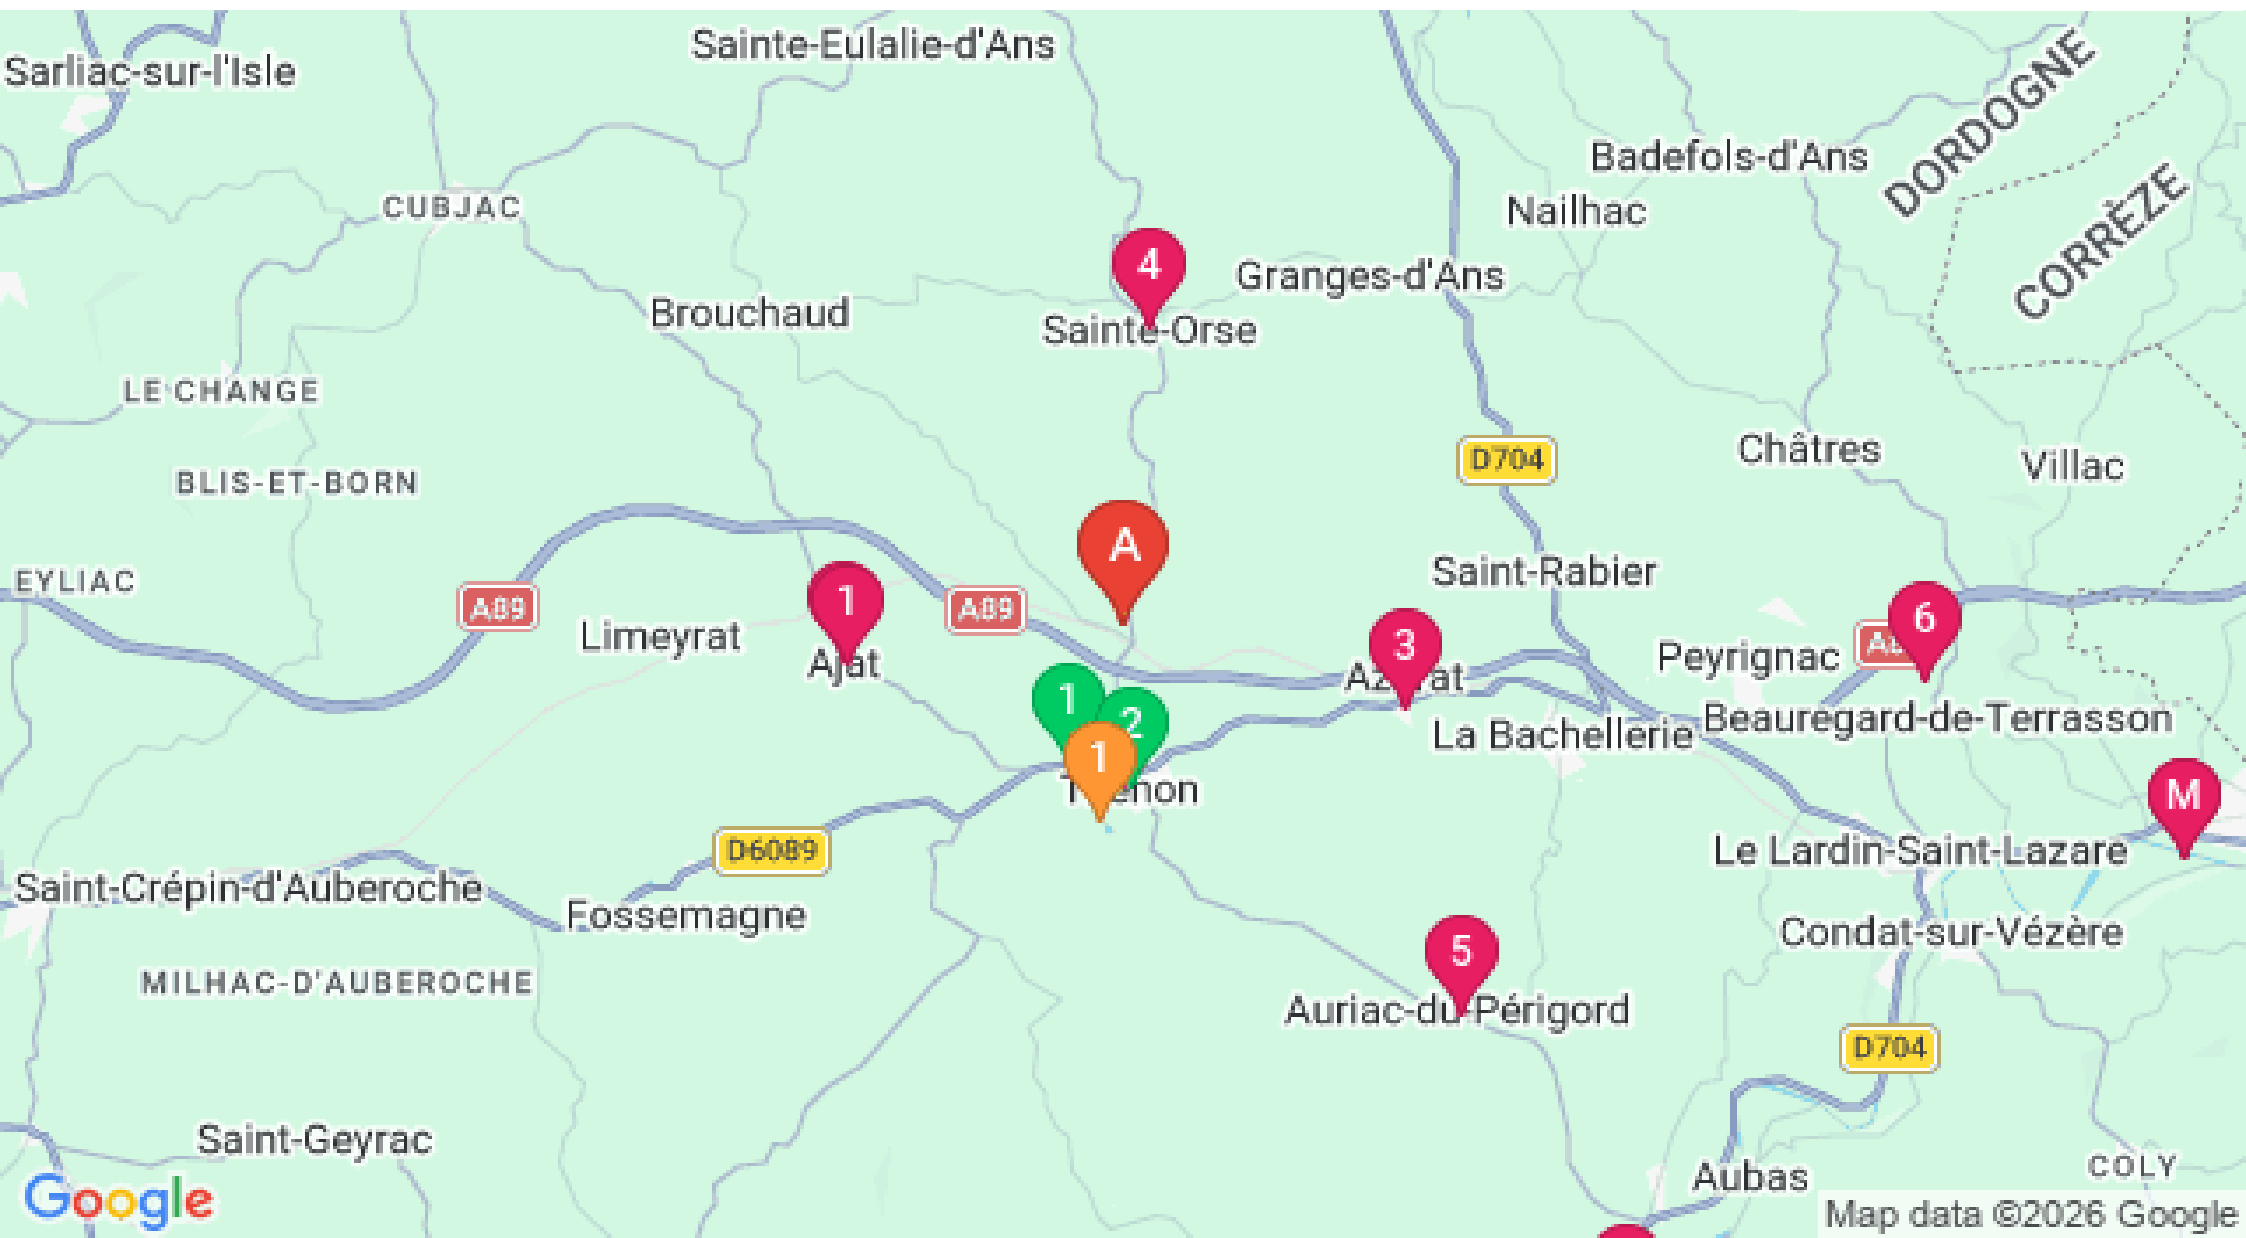 Sainte-Eulalie-d'Ans
Sarliac-sur-l'Isle
DORDOGNE
Badefols-d'Ans
CORRÈZE
CUBJAC
Nailhac
4
Granges-d'Ans
Brouchaud
Sainte-Orse
LE CHANGE
D704
Châtres
Villac
BLIS-ET-BORN
A
Saint-Rabier
EYLIAC
A89
1
A89
6
Limeyrat
Ajat
3
Peyrignac
1
2
1
La Bachellerie
Beauregard-de-Terrasson
M
D6089
Le Lardin-Saint-Lazare
Saint-Crépin-d'Auberoche
Fossemagne
Condat-sur-Vézère
5
MILHAC-D'AUBEROCHE
Auriac-du-Périgord
D704
Saint-Geyrac
Aubas
COLY
Google
Map data ©2026 Google